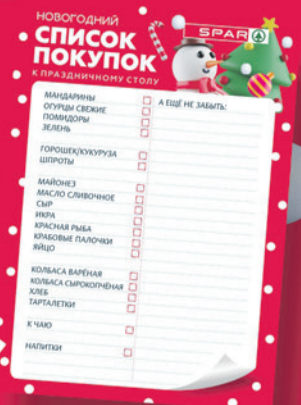 НОВОГОДНИЙ
СПИСОК
ПОКУПОК
К ПРАЗДНИЧНОМУ СТОЛУ
SPAR
МАНДАРИНЫ
ОГУРЦЫ СВЕЖИЕ
ПОМИДОРЫ
ЗЕЛЕНЬ
ГОРОШЕК/КУКУРУЗА
ШПРОТЫ
МАЙОНЕЗ
МАСЛО СЛИВОЧНОЕ
СЫР
ИКРА
КРАСНАЯ РЫБА
КРАБОВЫЕ ПАЛОЧКИ
ЯЙЦО
КОЛБАСА ВАРЁНАЯ
КОЛБАСА СЫРОКОПЧЁНАЯ
ХЛЕБ
ТАРТАЛЕТКИ
К ЧАЮ
НАПИТКИ
А ЕЩЁ НЕ ЗАБЫТЬ: